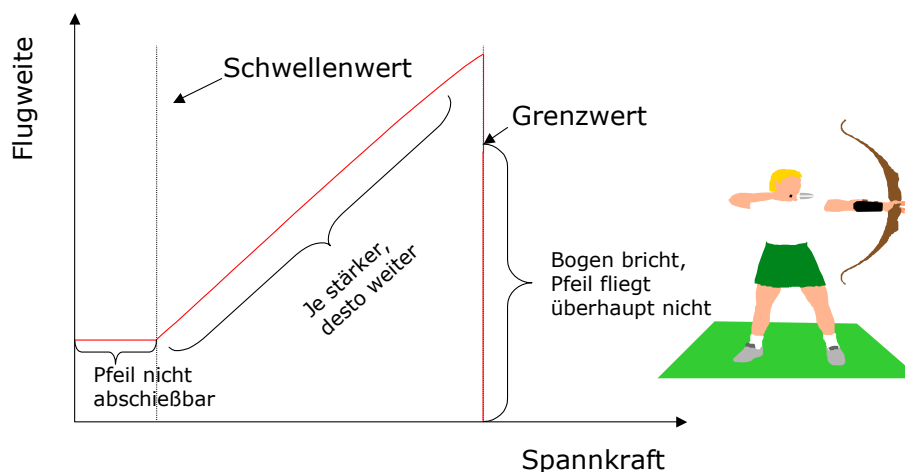 Flugweite
Schwellenwert
Grenzwert
Je stärker,
desto weiter
Bogen bricht,
Pfeil fliegt
überhaupt nicht
Pfeil nicht
abschießbar
Spannkraft